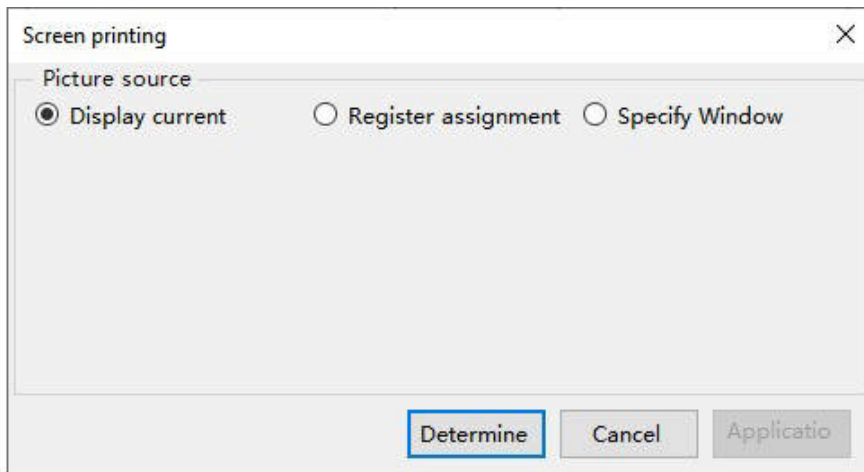 Screen printing
Picture source
Display current Register assignment Specify Window
Determine Cancel Applicatio